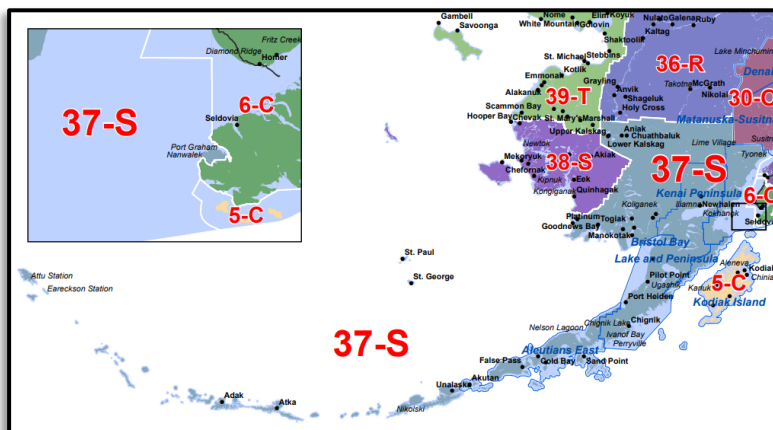 Fritz Creek
Diamond Ridge
Homer
37-S
6-C
Seldovia
Port Graham
Nanwalek
5-C
Gambell
Savoonga
Nome
White Mountain
Golovin
Elim
Koyuk
Shaktoolik
Nulato
Galena
Ruby
Kaltag
St. Michael
Stebbins
Kotlik
36-R
Lake Minchumina
Denali
Emmonak
Alakanuk
Grayling
Anvik
Shageluk
Holy Cross
Takotna
McGrath
Nikolai
30-O
39-T
Scammon Bay
Hooper Bay
Chevak
St. Mary's
Marshall
Upper Kalskag
Lower Kalskag
Aniak
Chuathbaluk
Matanuska-Susitna
Lime Village
Susitn
Tyonek
Newtok
Mekoryuk
Chefornak
Kipnuk
Kongiganak
38-S
Akiak
Eek
Quinhagak
37-S
Kenai Peninsula
6-C
Iliamna
Nowhalen
Kokhanok
Seldovia
Koliganek
Platinum
Goodnews Bay
Togiak
Manokotak
Bristol Bay
Lake and Peninsula
Aleneva
Kodiak
Chiniak
Karluk
5-C
Kodiak Island
Pilot Point
Ugashik
Port Heiden
St. Paul
St. George
Attu Station
Eareckson Station
37-S
Chignik Lake
Chignik
Nelson Lagoon
Ivanof Bay
Perryville
Aleutians East
False Pass
Cold Bay
Sand Point
Akutan
Unalaska
Nikolski
Adak
Atka